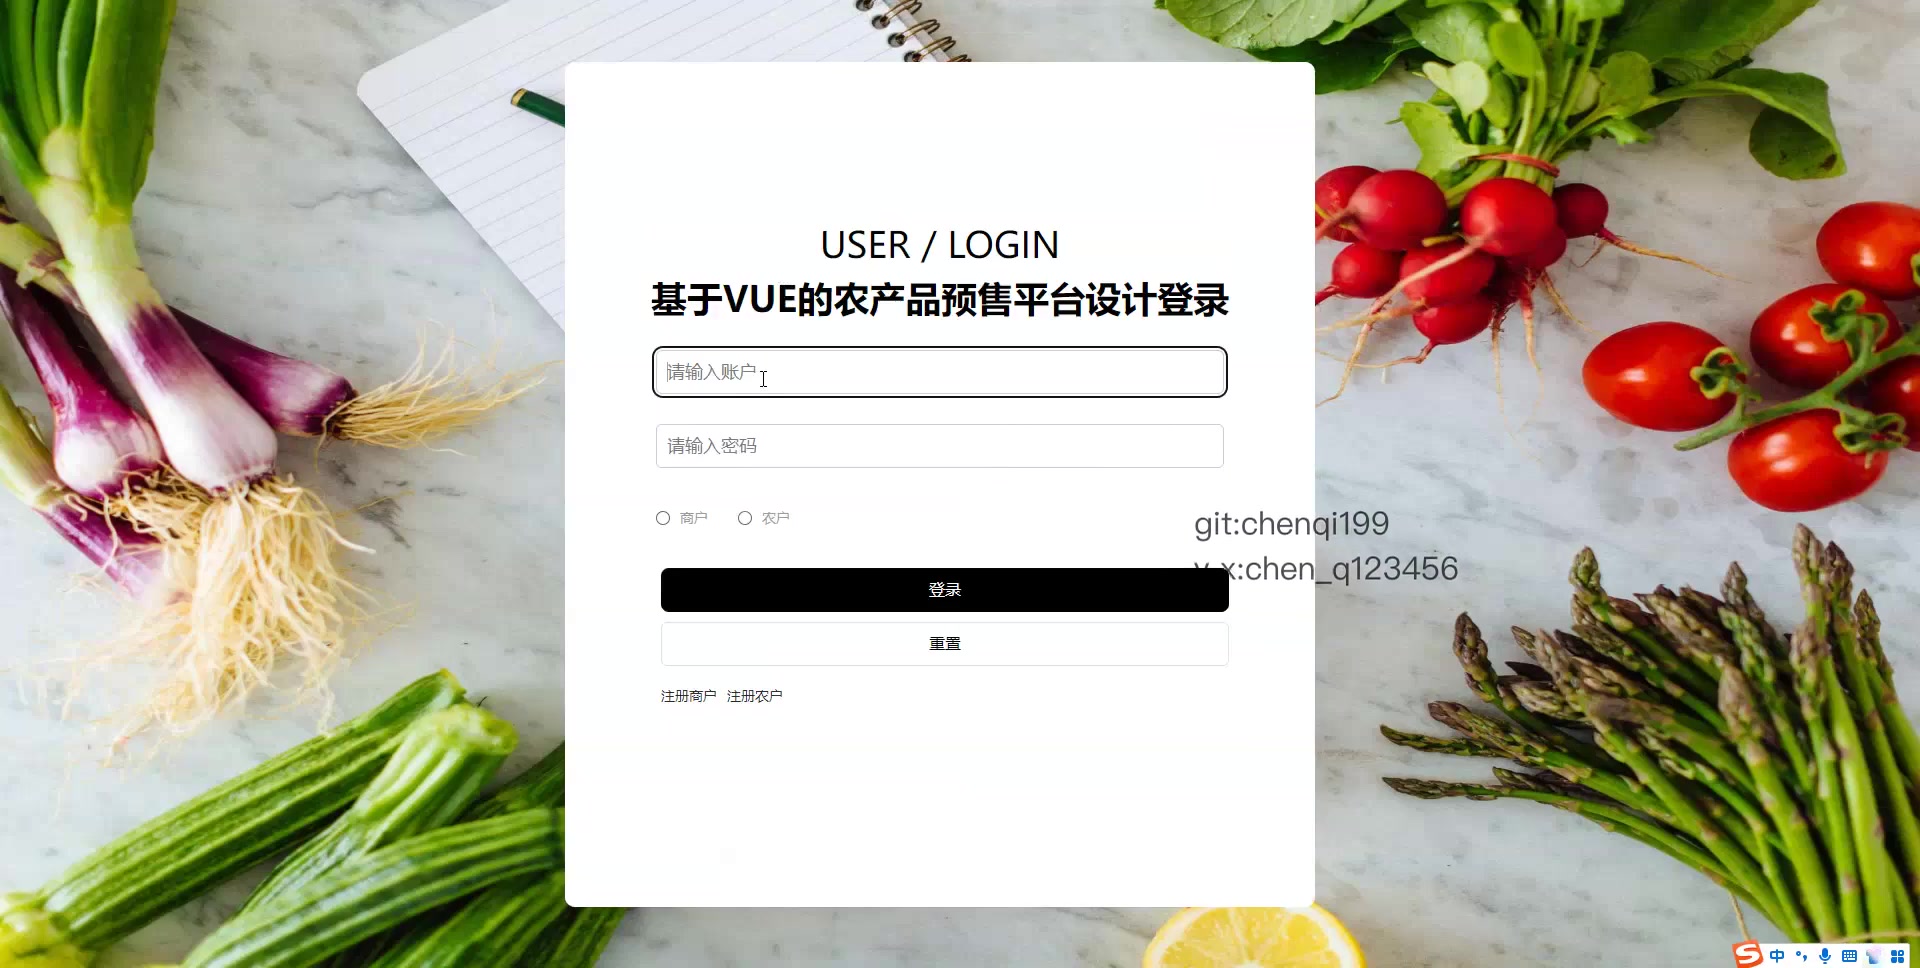 USER / LOGIN
基于VUE的农产品预售平台设计登录
请输入账户
请输入密码
商户 农户
git:chenqi199
x:chen_q123456
登录
重置
注册商户 注册农户
中